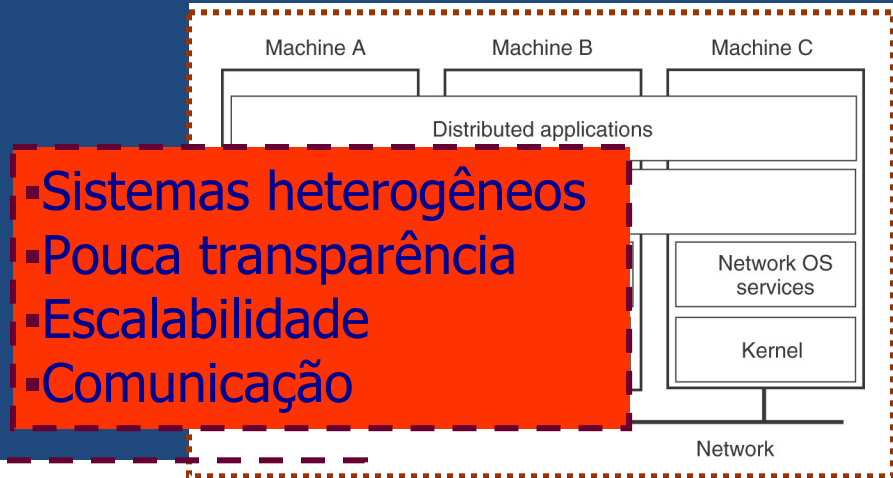 Machine A Machine B Machine C
Distributed applications
▪Sistemas heterogêneos
▪Pouca transparência
▪Escalabilidade
▪Comunicação
Network OS
services
Kernel
Network